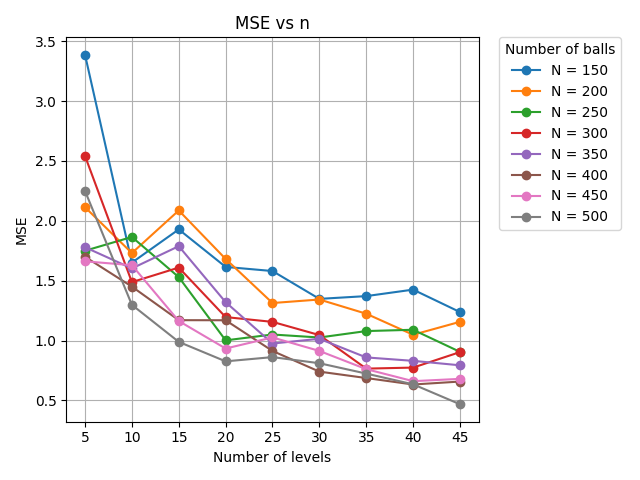 MSE vs n
MSE
3.5
3.0
2.5
2.0
1.5
1.0
0.5
5 10 15 20 25 30 35 40 45
Number of levels
Number of balls
N = 150
N = 200
N = 250
N = 300
N = 350
N = 400
N = 450
N = 500